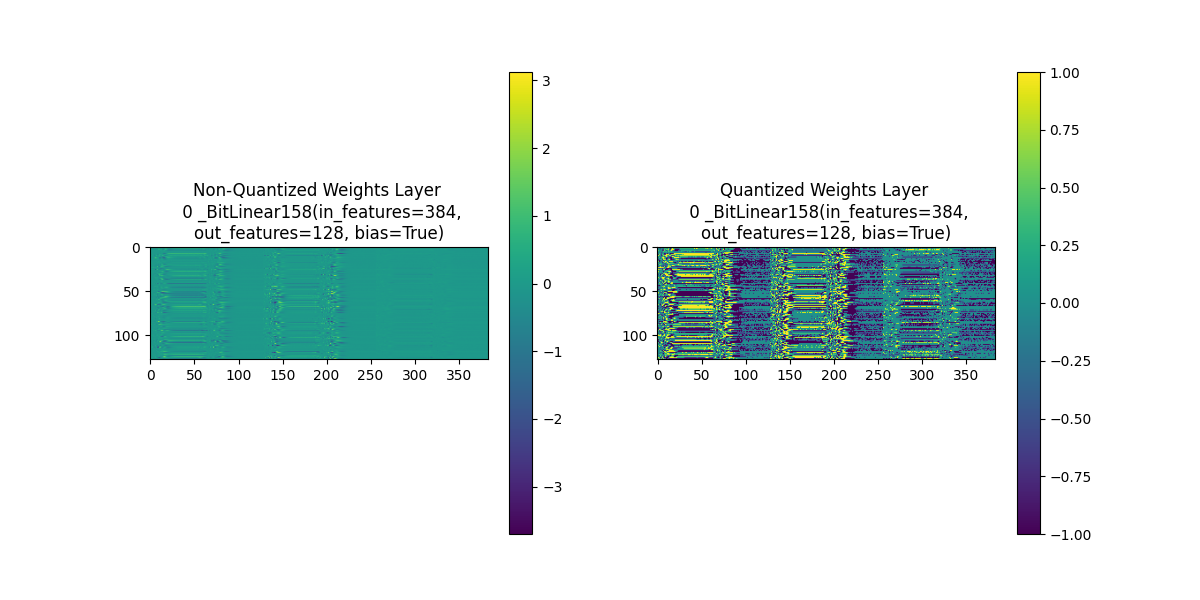 Non-Quantized Weights Layer
0 _BitLinear158(in_features=384,
out_features=128, bias=True)
0
50
100
0 50 100 150 200 250 300 350
3
2
1
0
−1
−2
−3
Quantized Weights Layer
0 _BitLinear158(in_features=384,
out_features=128, bias=True)
0
50
100
0 50 100 150 200 250 300 350
1.00
0.75
0.50
0.25
0.00
−0.25
−0.50
−0.75
−1.00